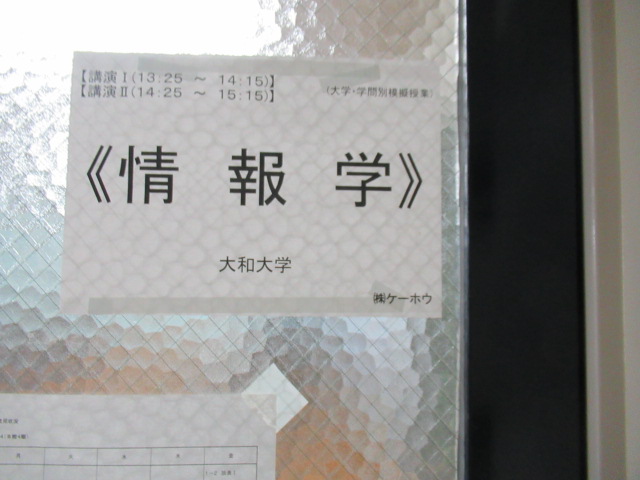 【講演Ⅰ(13:25 ～ 14:15)】
【講演Ⅱ(14:25 ～ 15:15)】
(大学・学問別模擬授業)
《情報学》
大和大学
㈱ケーホウ